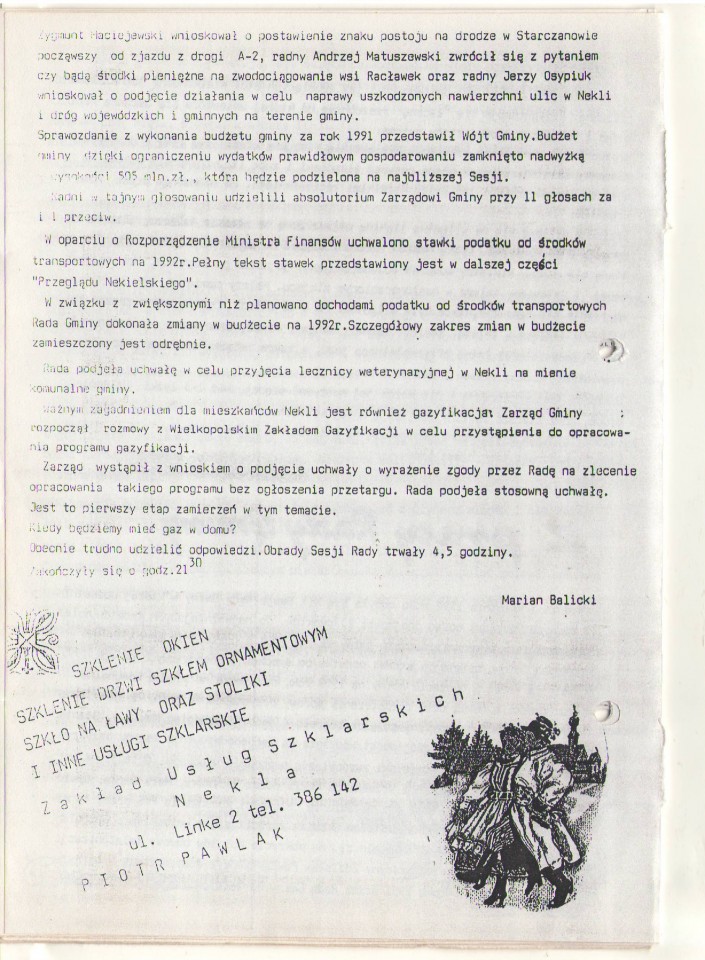 Zygmunt Maciejewski wnioskował o postawienie znaku postoju na drodze w Starczanowie
począwszy od zjazdu z drogi A-2, radny Andrzej Matuszewski zwrócił się z pytaniem
czy będą środki pieniężne na zwodociągowanie wsi Racławek oraz radny Jerzy Osypiuk
wnioskował o podjęcie działania w celu naprawy uszkodzonych nawierzchni ulic w Nekli
i dróg wojewódzkich i gminnych na terenie gminy.
Sprawozdanie z wykonania budżetu gminy za rok 1991 przedstawił Wójt Gminy.Budżet
gminy dzięki ograniczeniu wydatków prawidłowym gospodarowaniu zamknięto nadwyżką
wysokości 505 mln.zł., która będzie podzielona na najbliższej Sesji.
Radni w tajnym głosowaniu udzielili absolutorium Zarządowi Gminy przy 11 głosach za
i 1 przeciw.
W oparciu o Rozporządzenie Ministra Finansów uchwalono stawki podatku od środków
transportowych na 1992r.Pełny tekst stawek przedstawiony jest w dalszej części
"Przeglądu Nekielskiego".
W związku z zwiększonymi niż planowano dochodami podatku od środków transportowych
Rada Gminy dokonała zmiany w budżecie na 1992r.Szczegółowy zakres zmian w budżecie
zamieszczony jest odrębnie.
Rada podjeła uchwałę w celu przyjęcia lecznicy weterynaryjnej w Nekli na mienie
komunalne gminy.
Ważnym zagadnieniem dla mieszkańców Nekli jest również gazyfikacja. Zarząd Gminy
rozpoczął rozmowy z Wielkopolskim Zakładem Gazyfikacji w celu przystąpienia do opracowa-
nia programu gazyfikacji.
Zarząd wystąpił z wnioskiem o podjęcie uchwały o wyrażenie zgody przez Radę na zlecenie
opracowania takiego programu bez ogłoszenia przetargu. Rada podjeła stosowną uchwałę.
Jest to pierwszy etap zamierzeń w tym temacie.
Kiedy będziemy mieć gaz w domu?
Obecnie trudno udzielić odpowiedzi.Obrady Sesji Rady trwały 4,5 godziny.
Zakończyły się o godz.21³⁰
Marian Balicki
SZKLENIE OKIEN
SZKLENIE DRZWI SZKŁEM ORNAMENTOWYM
SZKŁO NA ŁAWY ORAZ STOLIKI
I INNE USŁUGI SZKLARSKIE
Zakład Usług Szklarskich
Nekla
ul. Linke 2 tel. 386 142
PIOTR PAWLAK